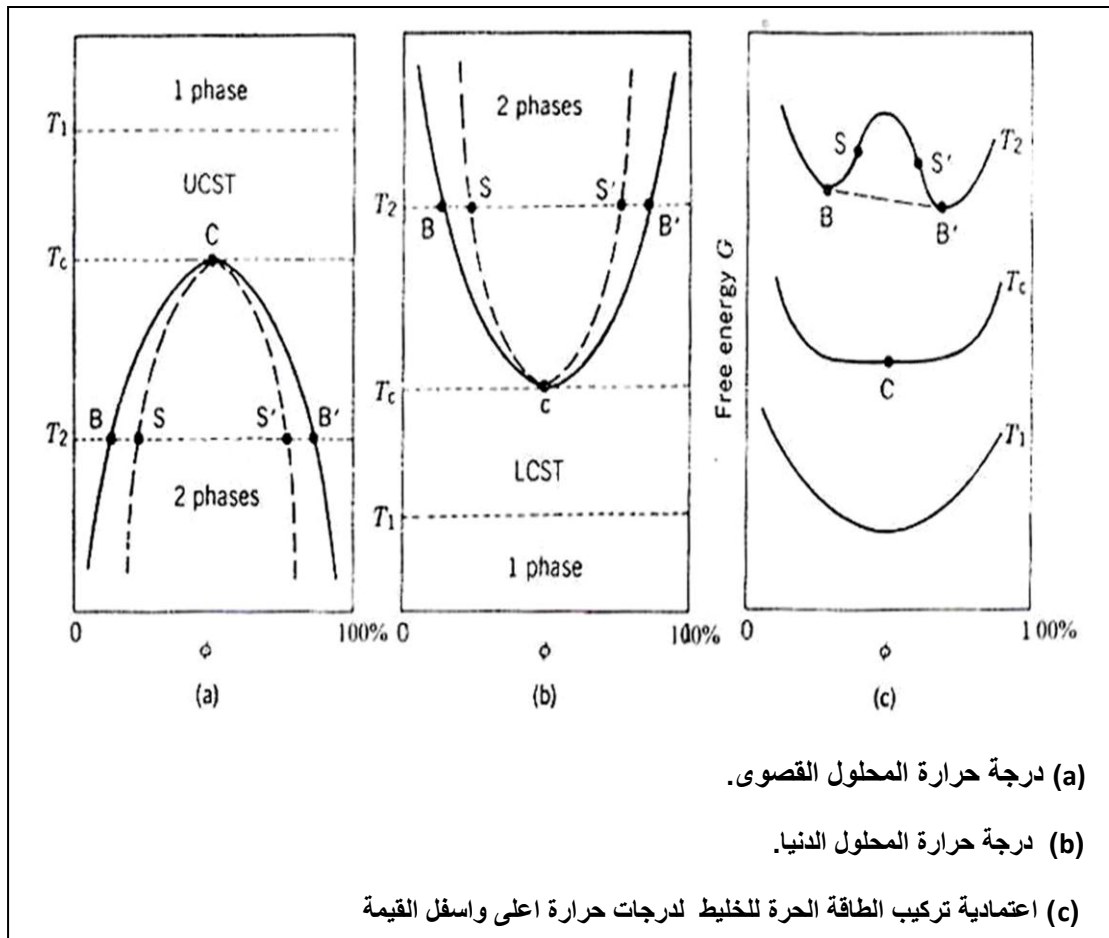 1 phase
T1
UCST
C
Tc
B
S
S'
B'
T2
2 phases
0
100%
ϕ
(a)
2 phases
T2
B
S
S'
B'
Tc
c
LCST
T1
1 phase
0
100%
ϕ
(b)
Free energy G
S
S'
T2
B
B'
Tc
C
T1
0
100%
ϕ
(c)
(a) درجة حرارة المحلول القصوى.
(b) درجة حرارة المحلول الدنيا.
(c) اعتمادية تركيب الطاقة الحرة للخليط لدرجات حرارة اعلى واسفل القيمة